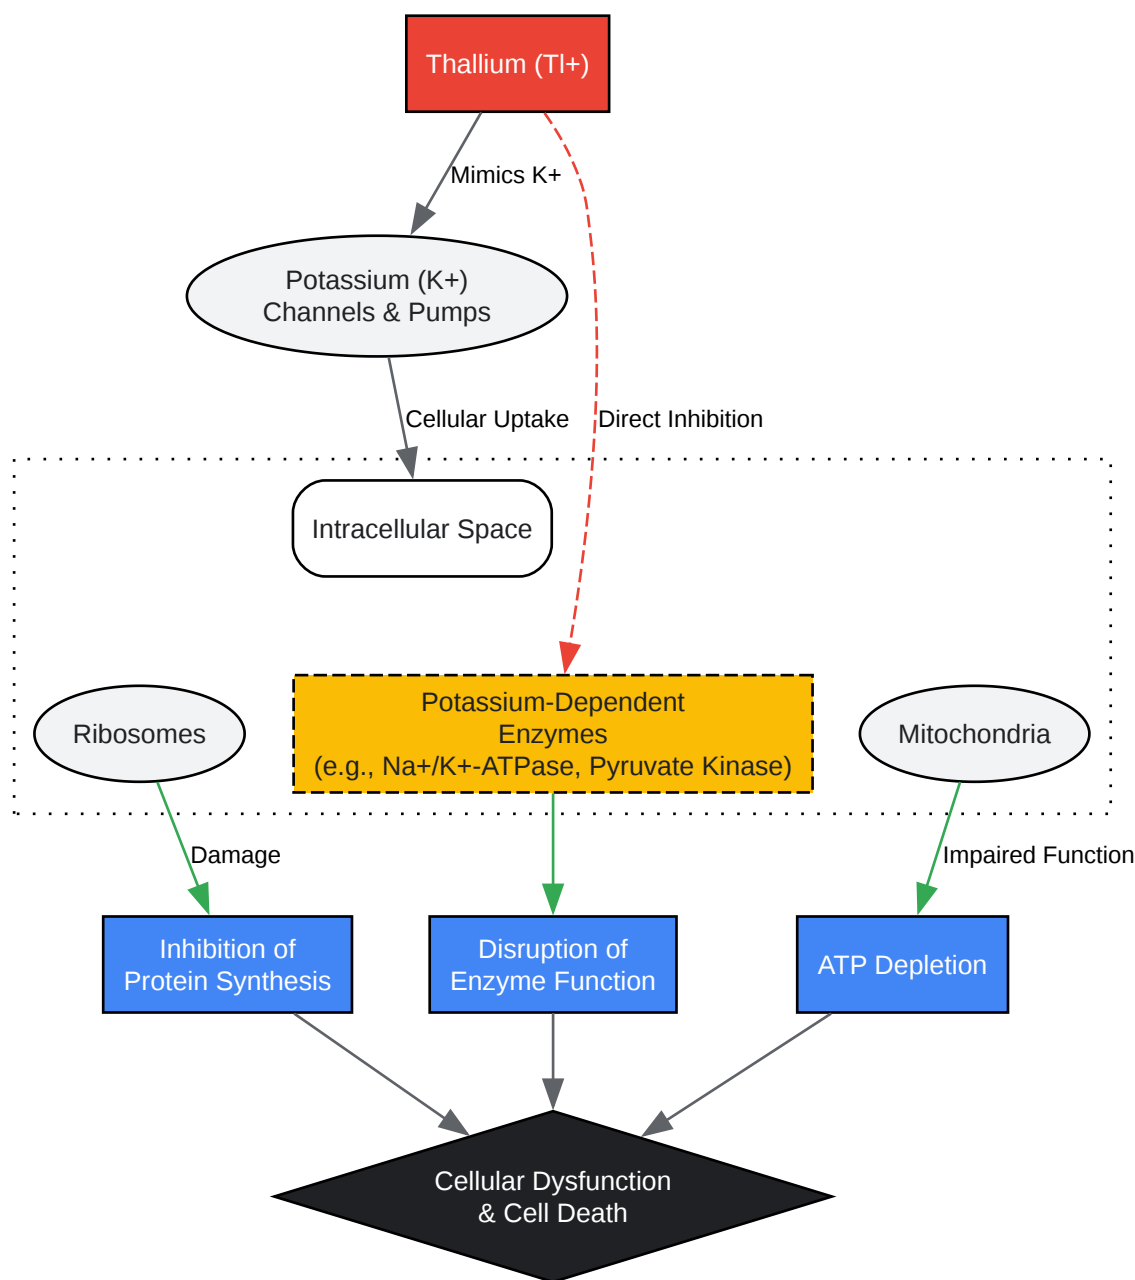 Thallium (Tl+)
Mimics K+
Potassium (K+)
Channels & Pumps
Cellular Uptake
Direct Inhibition
Intracellular Space
Ribosomes
Potassium-Dependent
Enzymes
(e.g., Na+/K+-ATPase, Pyruvate Kinase)
Mitochondria
Damage
Impaired Function
Inhibition of
Protein Synthesis
Disruption of
Enzyme Function
ATP Depletion
Cellular Dysfunction
& Cell Death